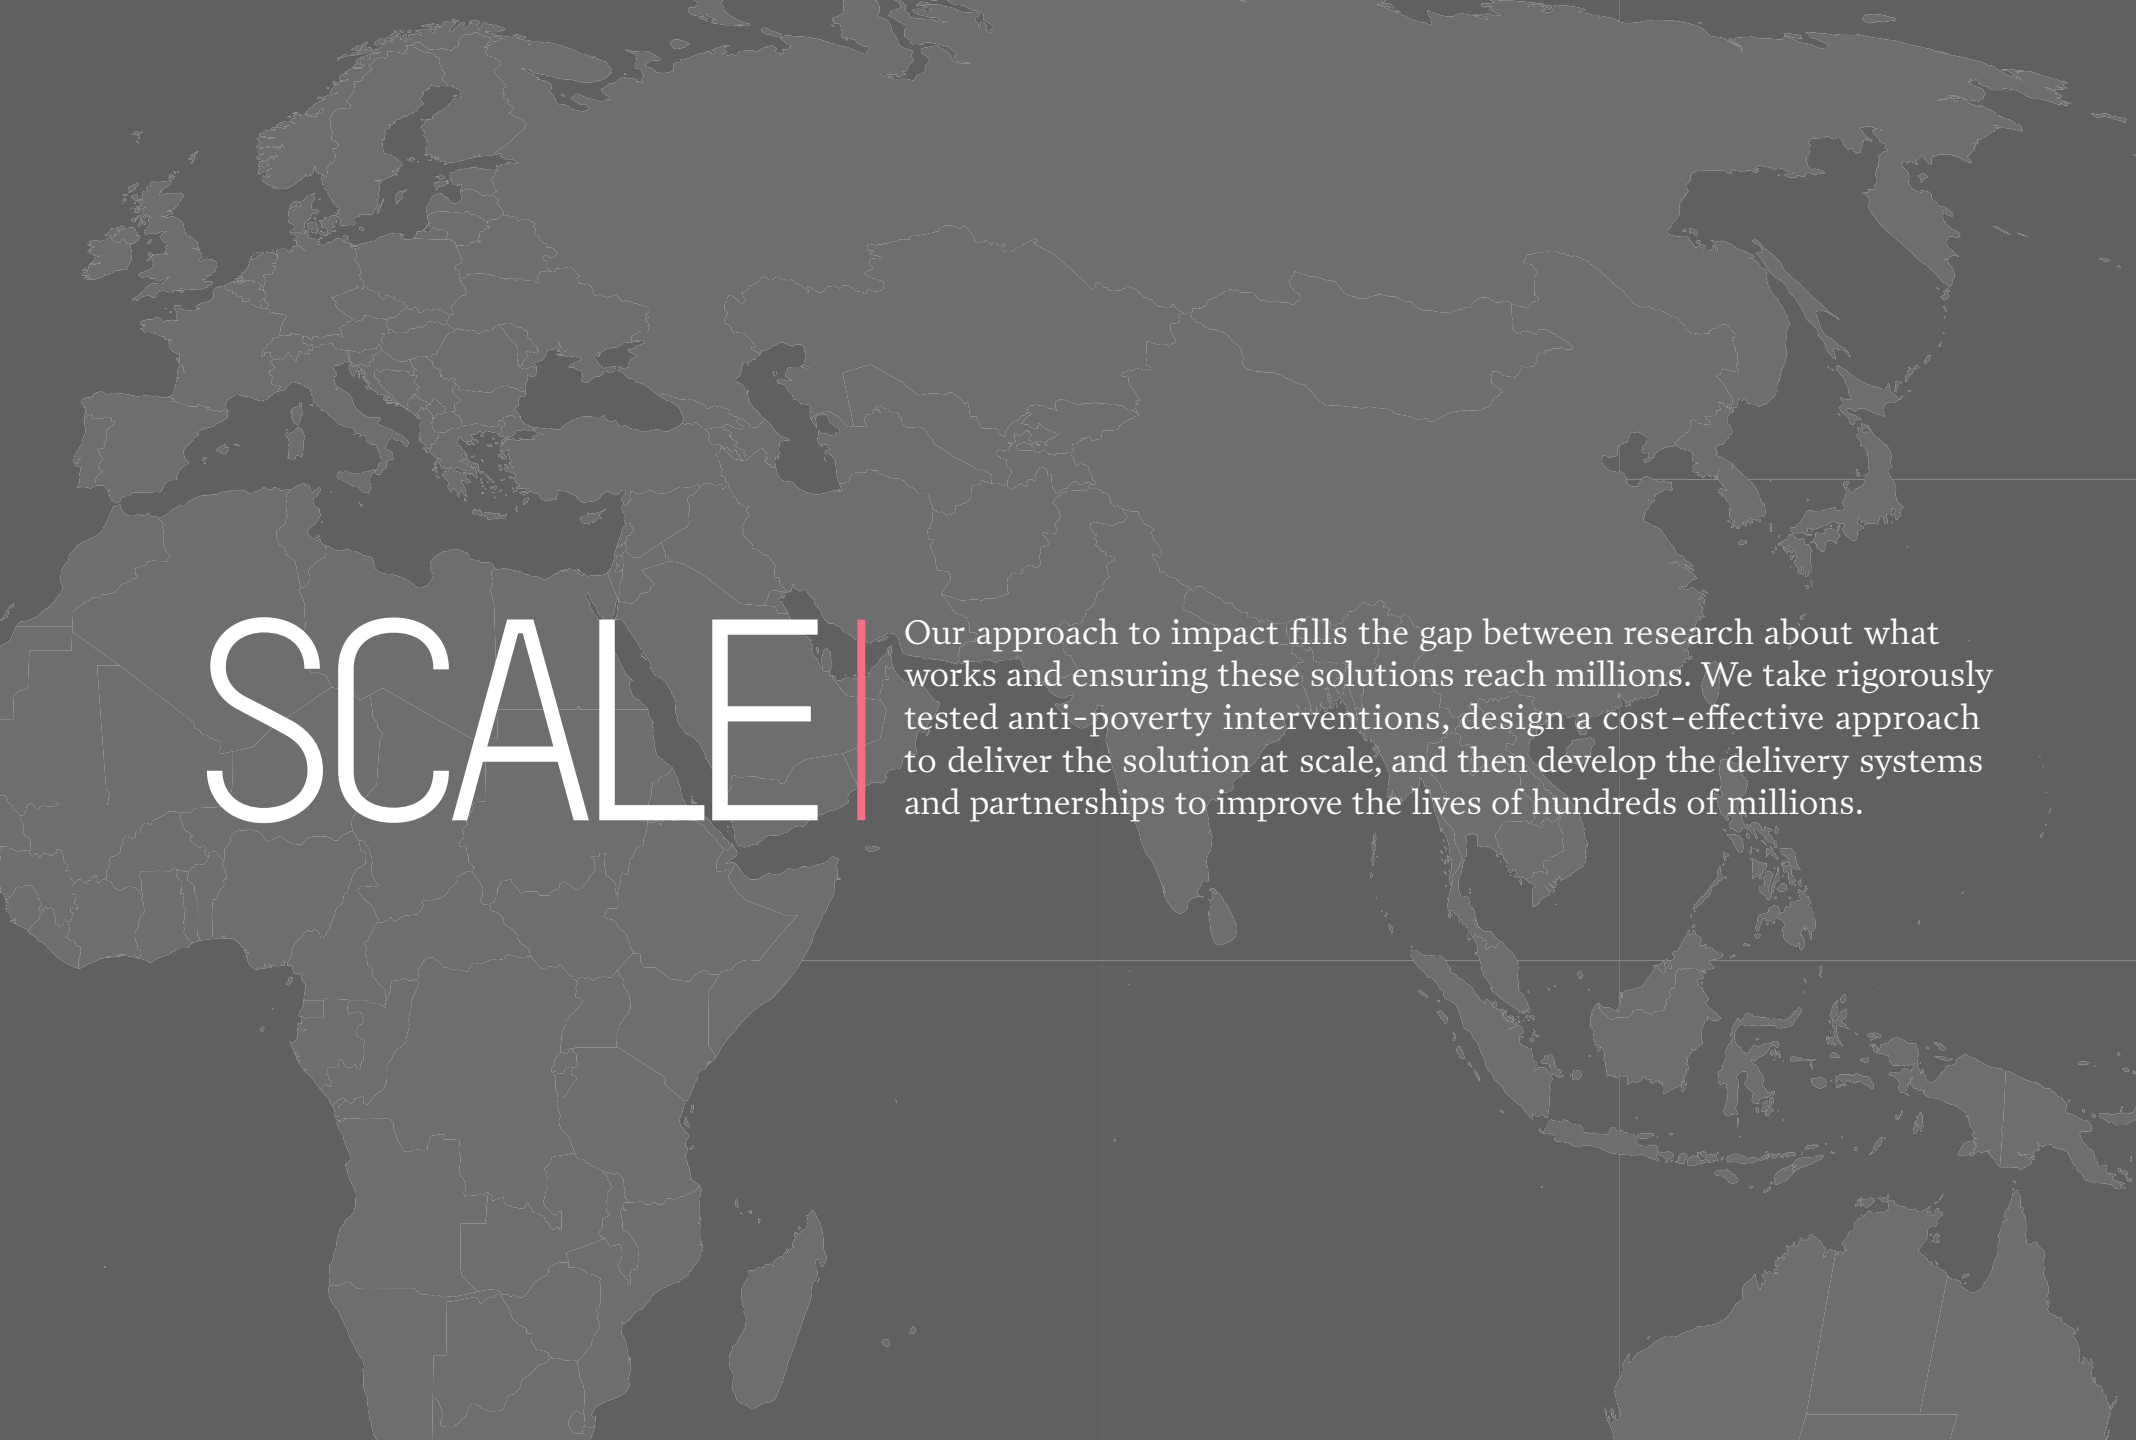 SCALE
Our approach to impact fills the gap between research about what
works and ensuring these solutions reach millions. We take rigorously
tested anti-poverty interventions, design a cost-effective approach
to deliver the solution at scale, and then develop the delivery systems
and partnerships to improve the lives of hundreds of millions.